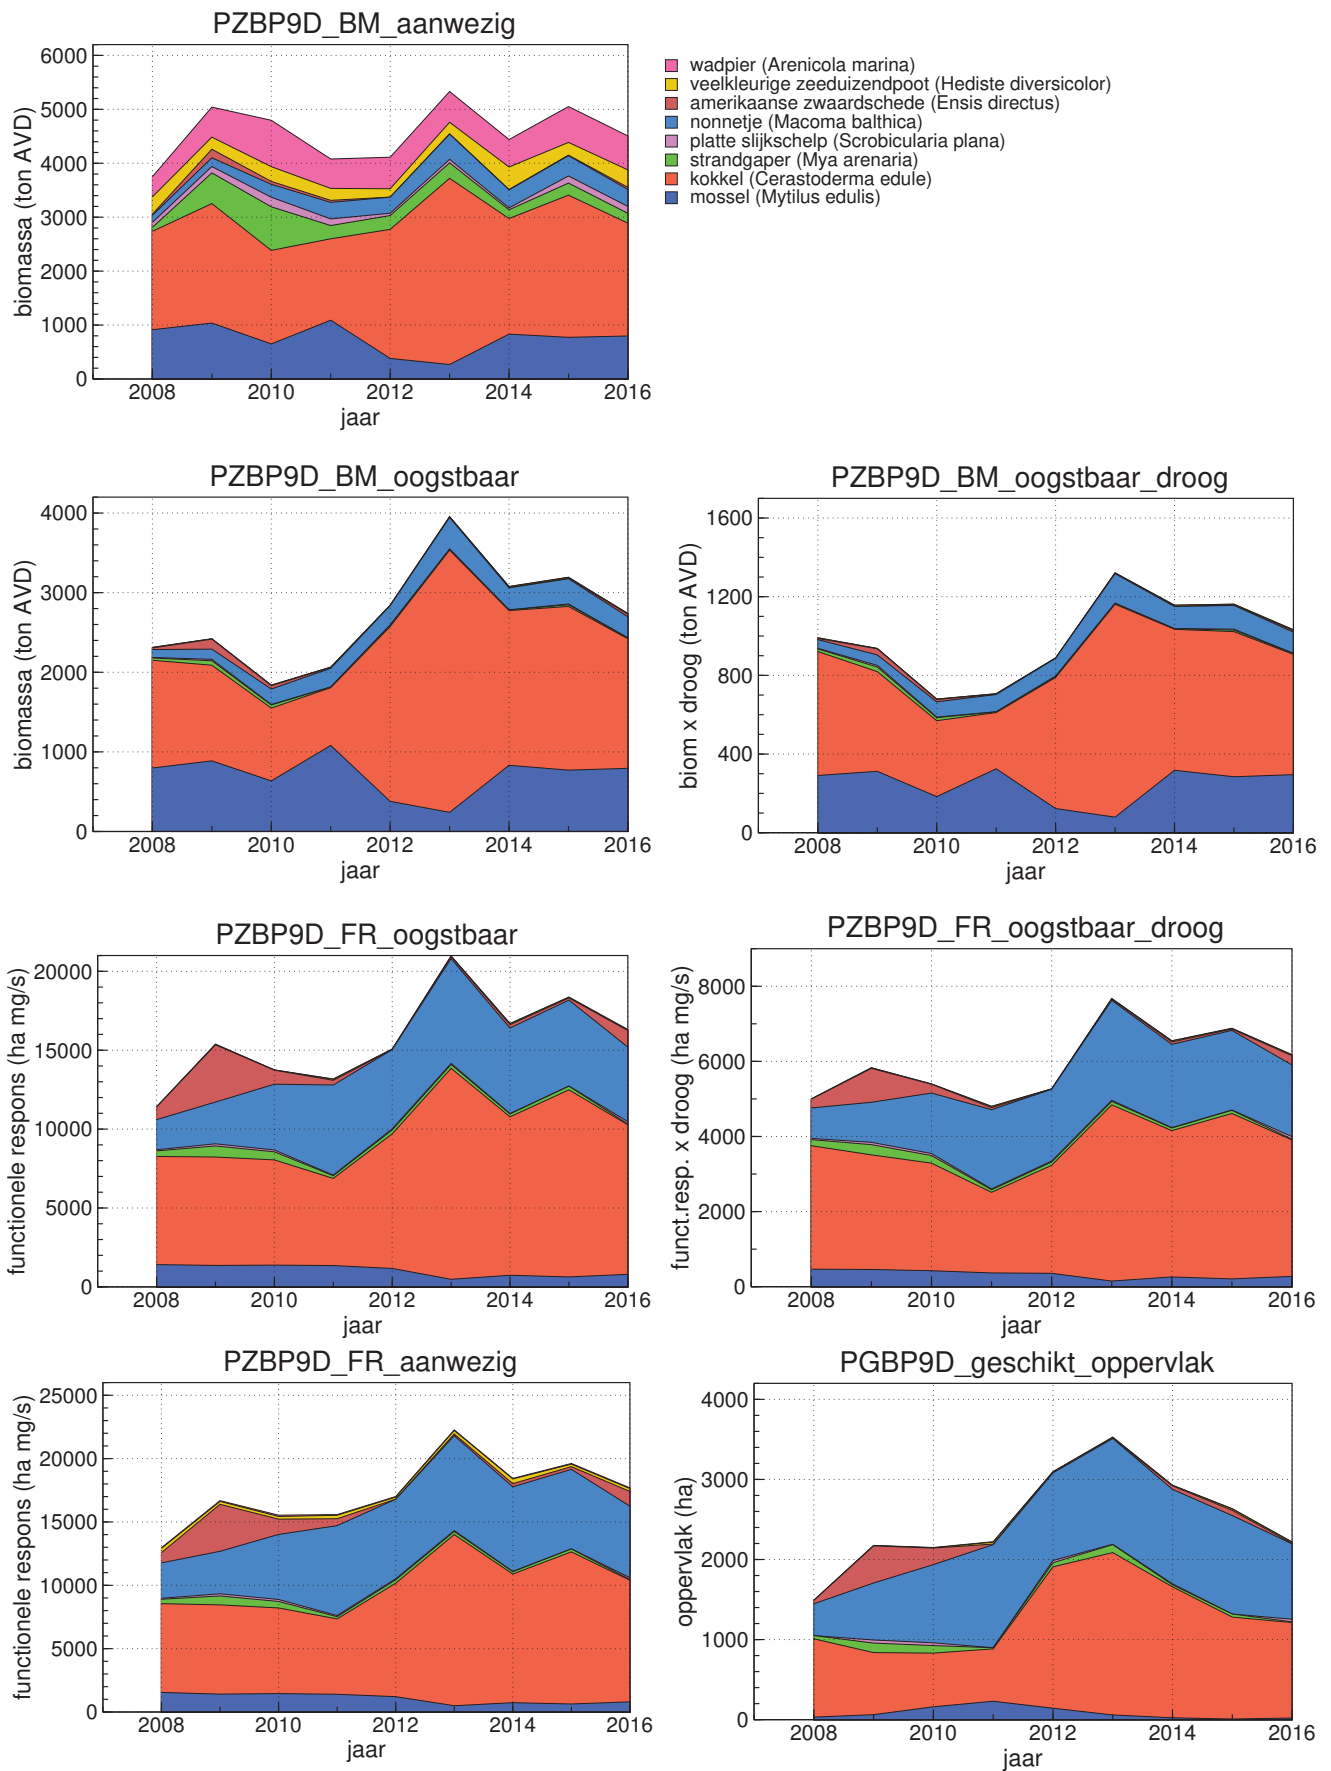 PZBP9D_BM_aanwezig
biomassa (ton AVD)
6000
5000
4000
3000
2000
1000
0
2008
2010
2012
2014
2016
jaar
wadpier (Arenicola marina)
veelkleurige zeeduizendpoot (Hediste diversicolor)
amerikaanse zwaardschede (Ensis directus)
nonnetje (Macoma balthica)
platte slijkschelp (Scrobicularia plana)
strandgaper (Mya arenaria)
kokkel (Cerastoderma edule)
mossel (Mytilus edulis)
PZBP9D_BM_oogstbaar
biomassa (ton AVD)
4000
3000
2000
1000
0
2008
2010
2012
2014
2016
jaar
PZBP9D_BM_oogstbaar_droog
biom x droog (ton AVD)
1600
1200
800
400
0
2008
2010
2012
2014
2016
jaar
PZBP9D_FR_oogstbaar
functionele respons (ha mg/s)
20000
15000
10000
5000
0
2008
2010
2012
2014
2016
jaar
PZBP9D_FR_oogstbaar_droog
funct.resp. x droog (ha mg/s)
8000
6000
4000
2000
0
2008
2010
2012
2014
2016
jaar
PZBP9D_FR_aanwezig
functionele respons (ha mg/s)
25000
20000
15000
10000
5000
0
2008
2010
2012
2014
2016
jaar
PGBP9D_geschikt_oppervlak
oppervlak (ha)
4000
3000
2000
1000
0
2008
2010
2012
2014
2016
jaar